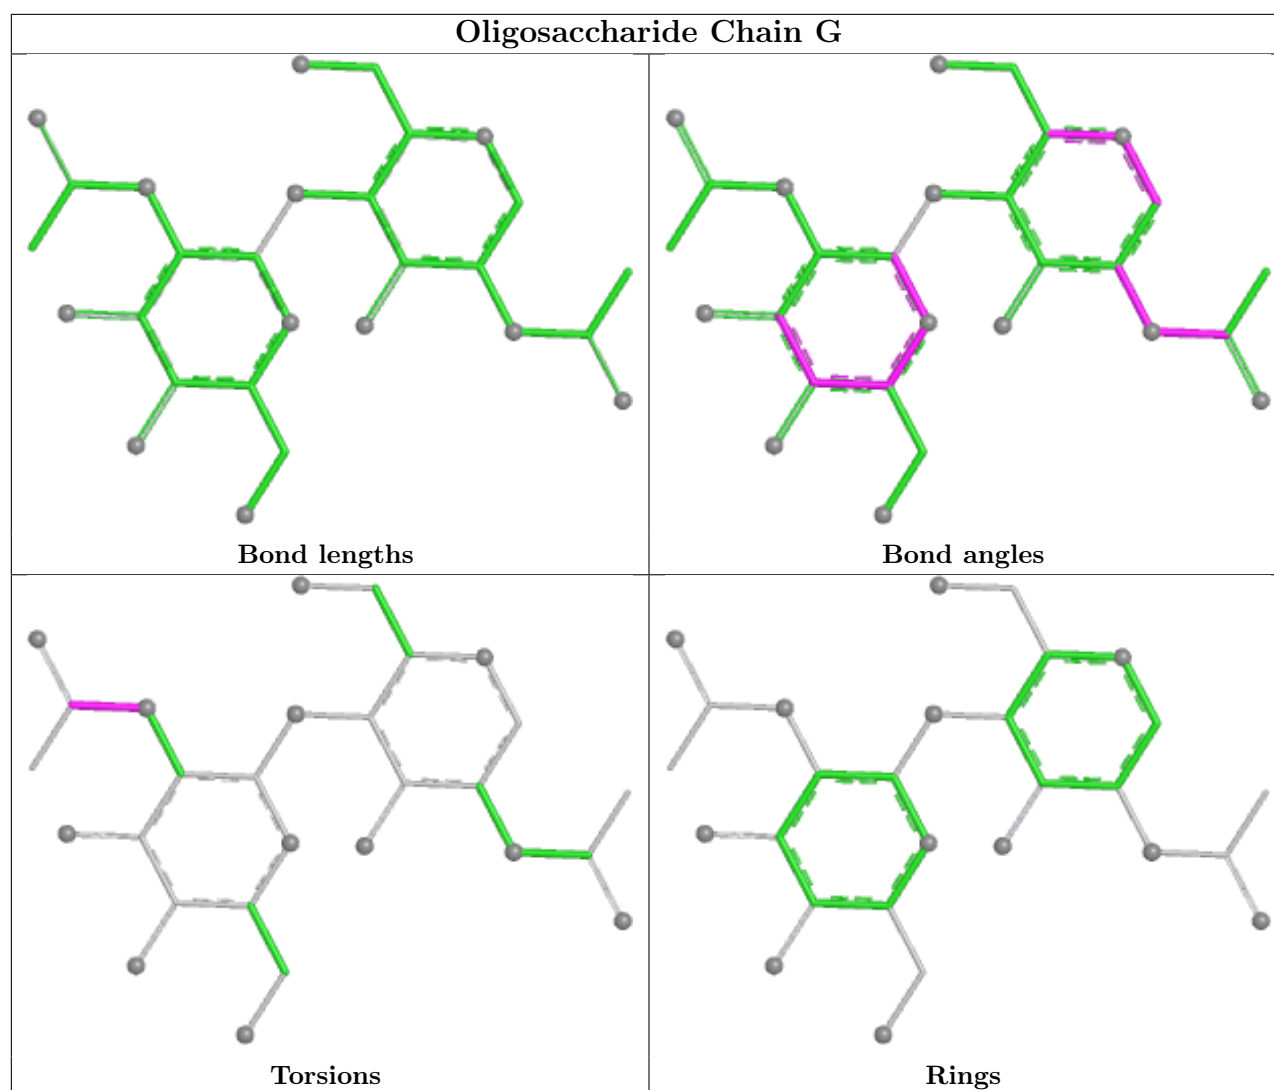 Oligosaccharide Chain G
Bond lengths
Bond angles
Torsions
Rings